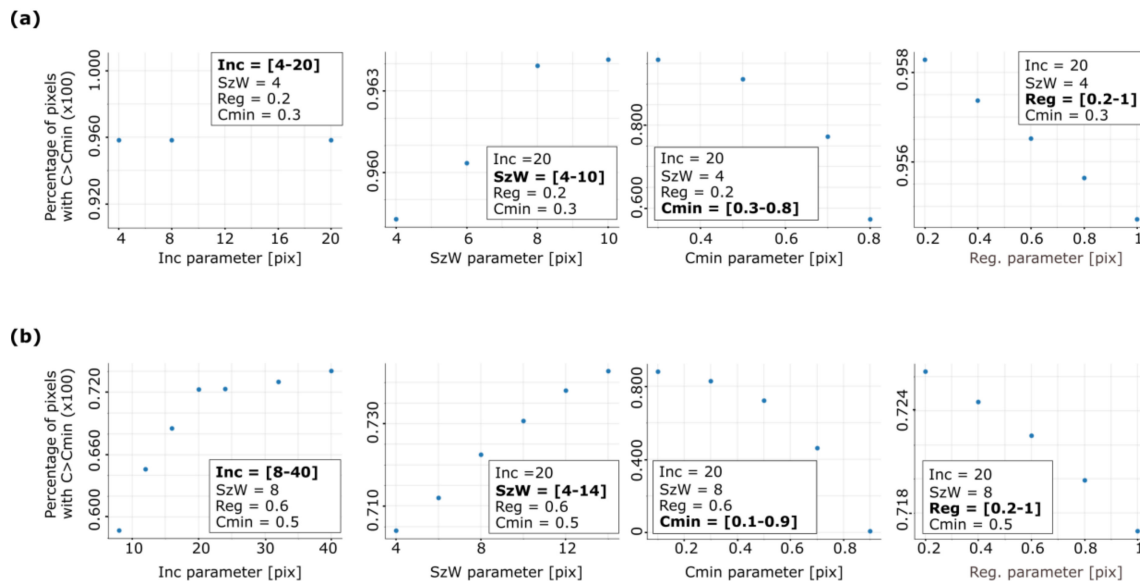 (a)
Percentage of pixels
with C>Cmin (x100)
1.000
0.960
0.920
Inc = [4-20]
SzW = 4
Reg = 0.2
Cmin = 0.3
4 8 12 16 20
Inc parameter [pix]
0.963
0.960
Inc =20
SzW = [4-10]
Reg = 0.2
Cmin = 0.3
4 6 8 10
SzW parameter [pix]
0.800
0.600
Inc = 20
SzW = 4
Reg = 0.2
Cmin = [0.3-0.8]
0.4 0.6 0.8
Cmin parameter [pix]
0.958
0.956
Inc = 20
SzW = 4
Reg = [0.2-1]
Cmin = 0.3
0.2 0.4 0.6 0.8 1
Reg. parameter [pix]
(b)
Percentage of pixels
with C>Cmin (x100)
0.720
0.660
0.600
Inc = [8-40]
SzW = 8
Reg = 0.6
Cmin = 0.5
10 20 30 40
Inc parameter [pix]
0.730
0.710
Inc =20
SzW = [4-14]
Reg = 0.6
Cmin = 0.5
4 8 12
SzW parameter [pix]
0.800
0.400
0
Inc = 20
SzW = 8
Reg = 0.6
Cmin = [0.1-0.9]
0.2 0.4 0.6 0.8
Cmin parameter [pix]
0.724
0.718
Inc = 20
SzW = 8
Reg = [0.2-1]
Cmin = 0.5
0.2 0.4 0.6 0.8 1
Reg. parameter [pix]